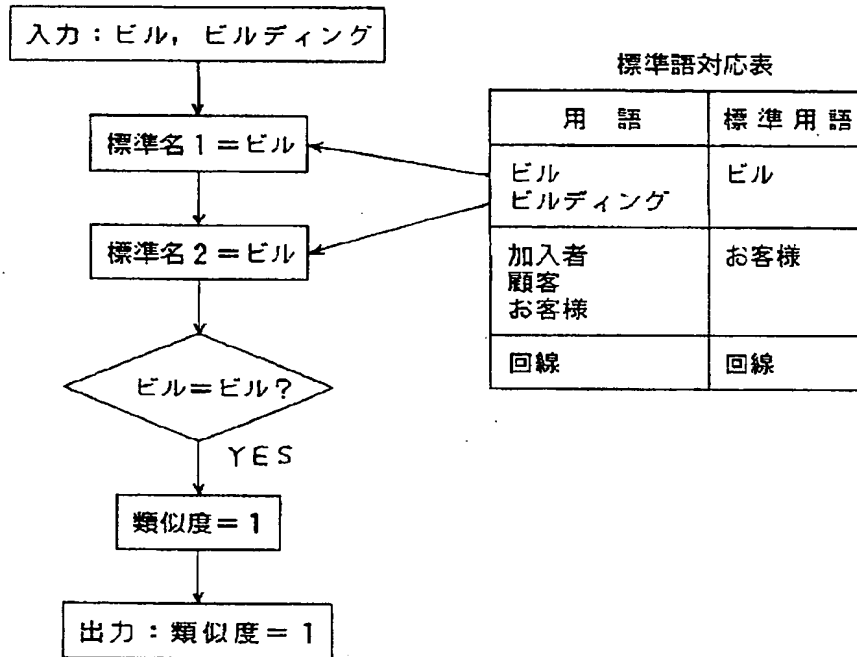 入力：ビル，ビルディング
標準名1＝ビル
標準名2＝ビル
ビル＝ビル？
YES
類似度＝1
出力：類似度＝1
標準語対応表
用語 標準用語
ビル ビル
ビルディング
加入者 お客様
顧客
お客様
回線 回線